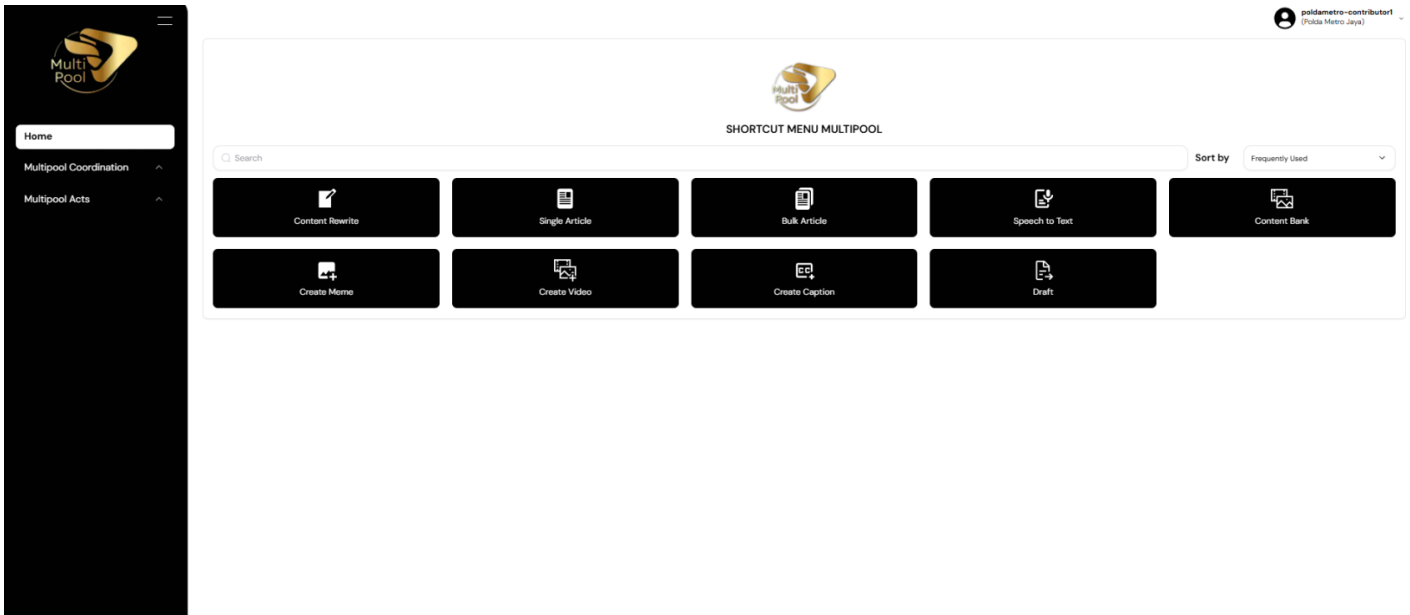 Multi
Pool
Home
Multipool Coordination
Multipool Acts
poldametro-contributor1
(Polda Metro Jaya)
Multi
Pool
SHORTCUT MENU MULTIPOOL
Search
Sort by
Frequently Used
Content Rewrite
Single Article
Bulk Article
Speech to Text
Content Bank
Create Meme
Create Video
Create Caption
Draft